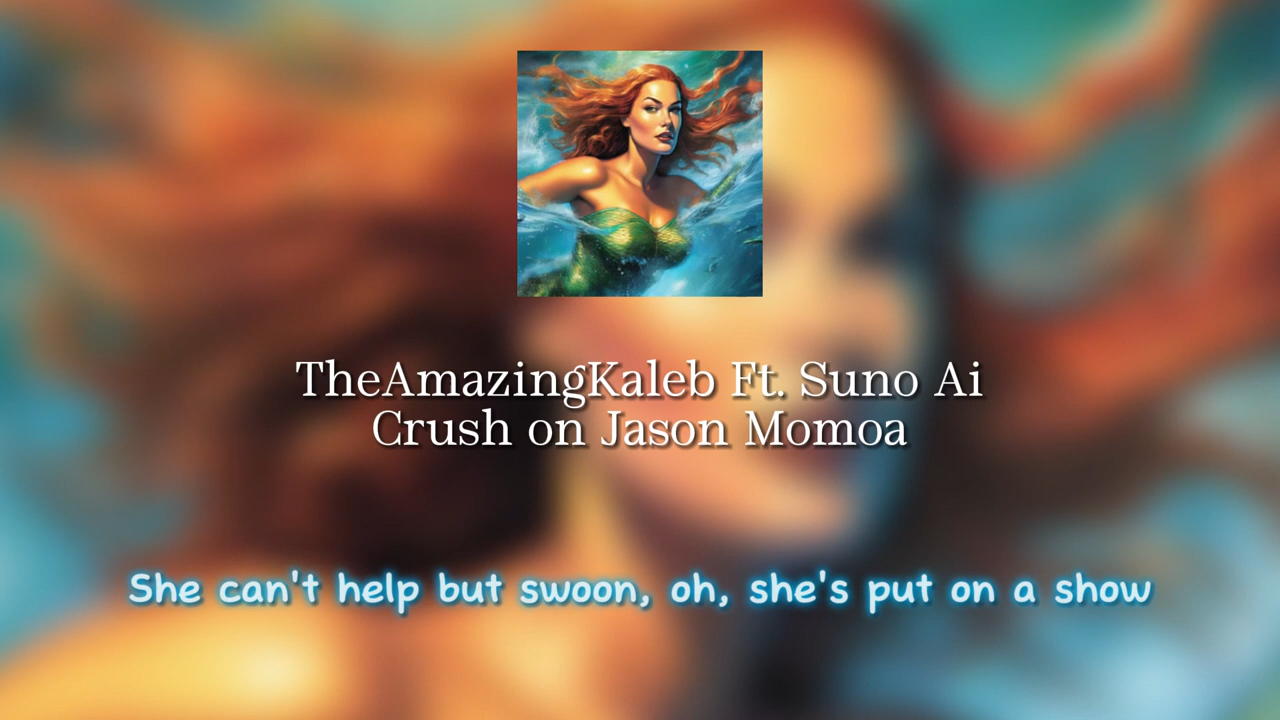 TheAmazingKaleb Ft. Suno Ai
Crush on Jason Momoa
She can't help but swoon, oh, she's put on a show